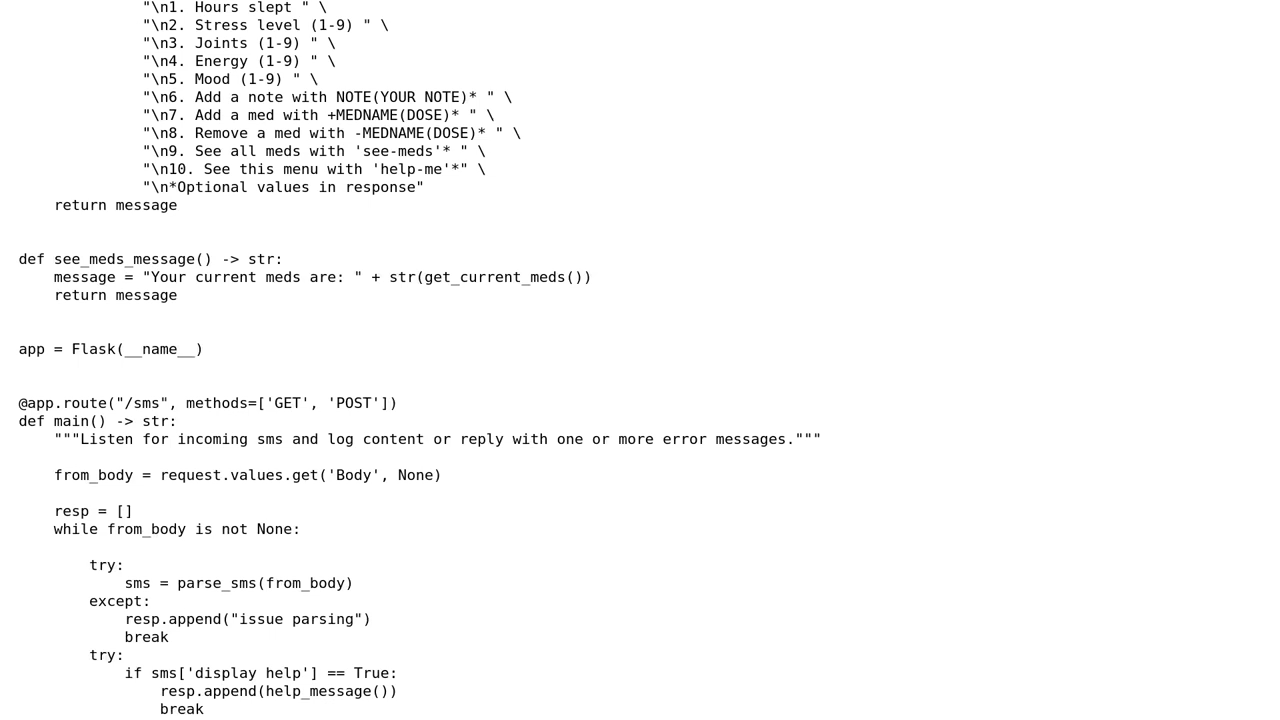 "\n1. Hours slept " \
"\n2. Stress level (1-9) " \
"\n3. Joints (1-9) " \
"\n4. Energy (1-9) " \
"\n5. Mood (1-9) " \
"\n6. Add a note with NOTE(YOUR NOTE)* " \
"\n7. Add a med with +MEDNAME(DOSE)* " \
"\n8. Remove a med with -MEDNAME(DOSE)* " \
"\n9. See all meds with 'see-meds'* " \
"\n10. See this menu with 'help-me'*" \
"\n*Optional values in response"
return message
def see_meds_message() -> str:
message = "Your current meds are: " + str(get_current_meds())
return message
app = Flask(__name__)
@app.route("/sms", methods=['GET', 'POST'])
def main() -> str:
"""Listen for incoming sms and log content or reply with one or more error messages."""
from_body = request.values.get('Body', None)
resp = []
while from_body is not None:
try:
sms = parse_sms(from_body)
except:
resp.append("issue parsing")
break
try:
if sms['display help'] == True:
resp.append(help_message())
break